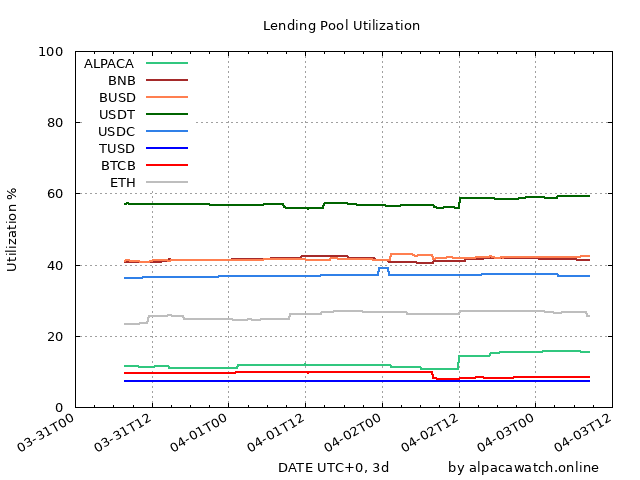 Lending Pool Utilization
100
80
60
40
20
0
Utilization %
ALPACA
BNB
BUSD
USDT
USDC
TUSD
BTCB
ETH
03-31T00
03-31T12
04-01T00
04-01T12
04-02T00
04-02T12
04-03T00
04-03T12
DATE UTC+0, 3d
by alpacawatch.online